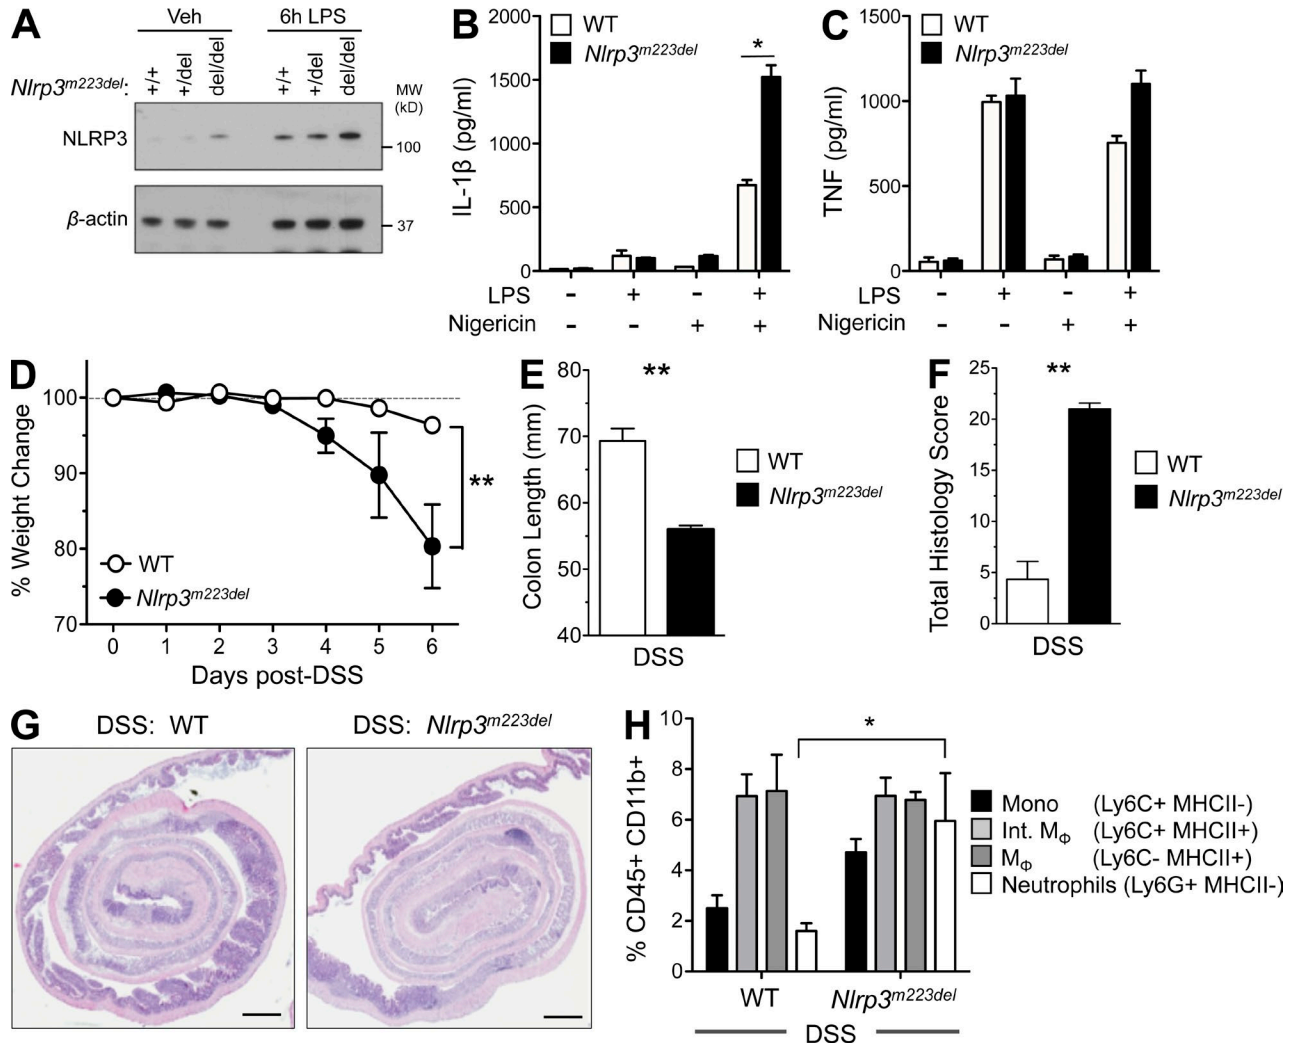 A
Veh
6h LPS
Nlrp3m223del:
+/+
+/del
del/del
+/+
+/del
del/del
MW
(kD)
NLRP3
100
β-actin
37
B
WT
Nlrp3m223del
*
IL-1β (pg/ml)
2000
1500
1000
500
0
LPS - + - +
Nigericin - - + +
C
WT
Nlrp3m223del
TNF (pg/ml)
1500
1000
500
0
LPS - + - +
Nigericin - - + +
D
% Weight Change
100
90
80
70
WT
Nlrp3m223del
**
0 1 2 3 4 5 6
Days post-DSS
E
**
Colon Length (mm)
80
70
60
50
40
WT
Nlrp3m223del
DSS
F
**
Total Histology Score
25
20
15
20
5
0
WT
Nlrp3m223del
DSS
G
DSS: WT
DSS: Nlrp3m223del
H
*
% CD45+ CD11b+
10
8
6
4
2
0
Mono (Ly6C+ MHCII-)
Int. MΦ (Ly6C+ MHCII+)
MΦ (Ly6C- MHCII+)
Neutrophils (Ly6G+ MHCII-)
WT
Nlrp3m223del
DSS